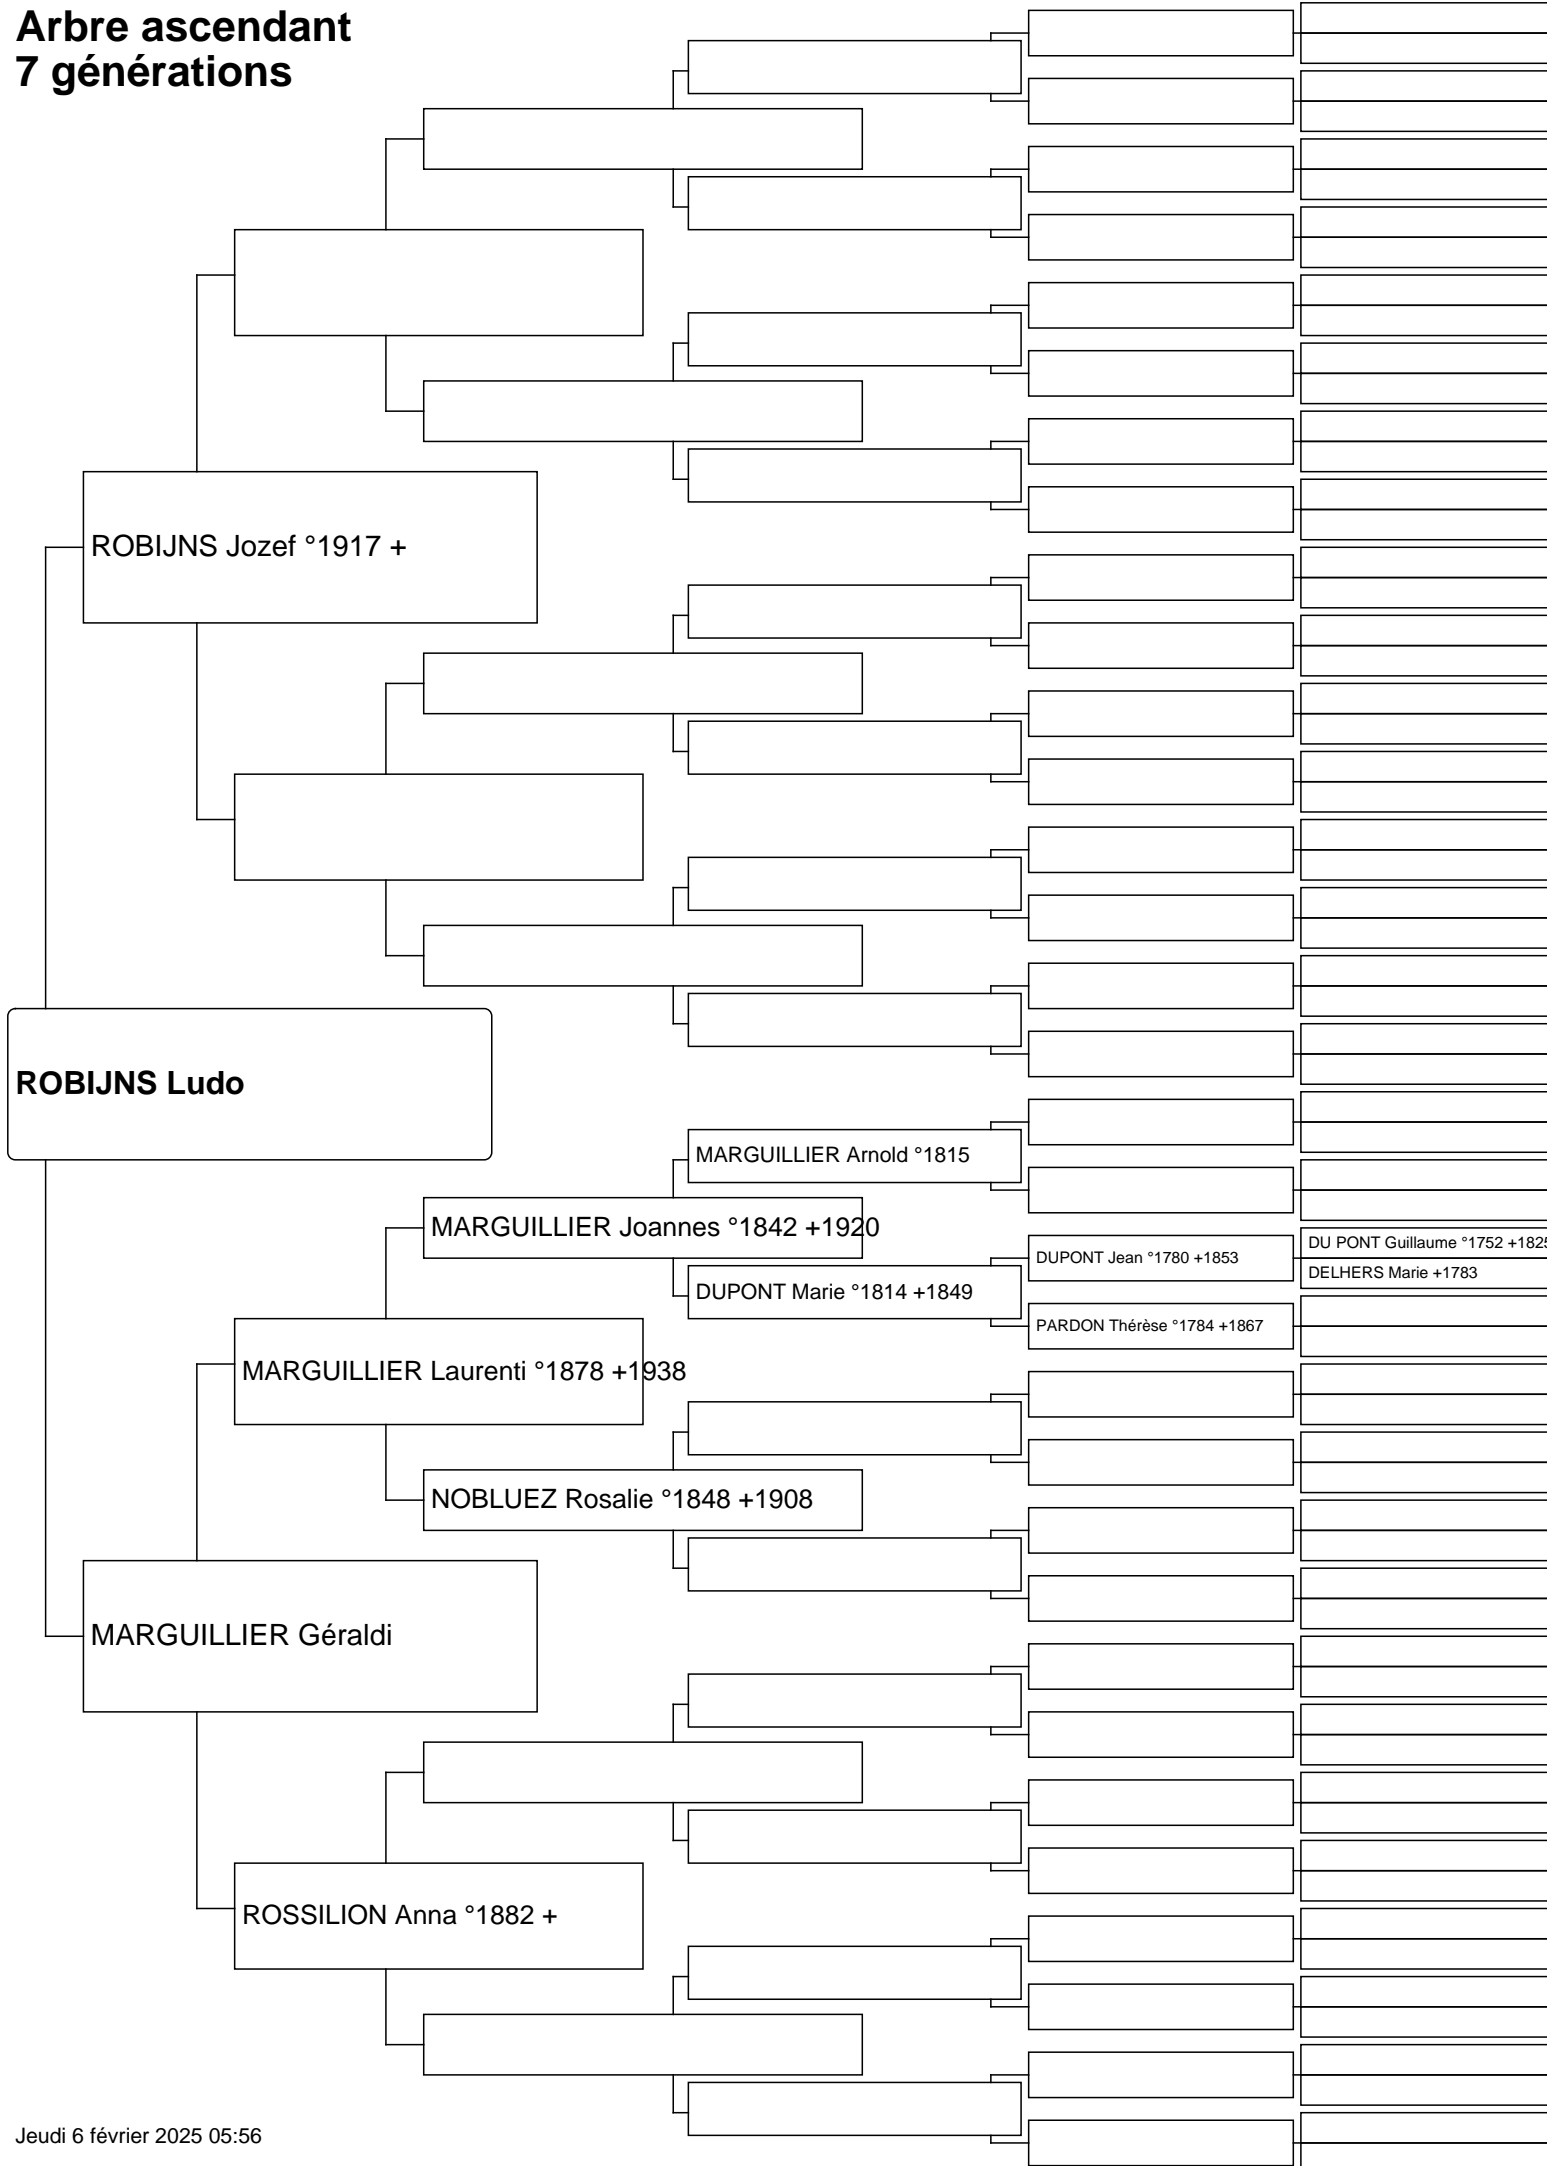 Arbre ascendant
7 générations
ROBIJNS Jozef °1917 +
ROBIJNS Ludo
MARGUILLIER Arnold °1815
MARGUILLIER Joannes °1842 +1920
DU PONT Guillaume °1752 +1825
DUPONT Jean °1780 +1853
DELHERS Marie +1783
DUPONT Marie °1814 +1849
PARDON Thérèse °1784 +1867
MARGUILLIER Laurenti °1878 +1938
NOBLUEZ Rosalie °1848 +1908
MARGUILLIER Géraldi
ROSSILION Anna °1882 +
Jeudi 6 février 2025 05:56